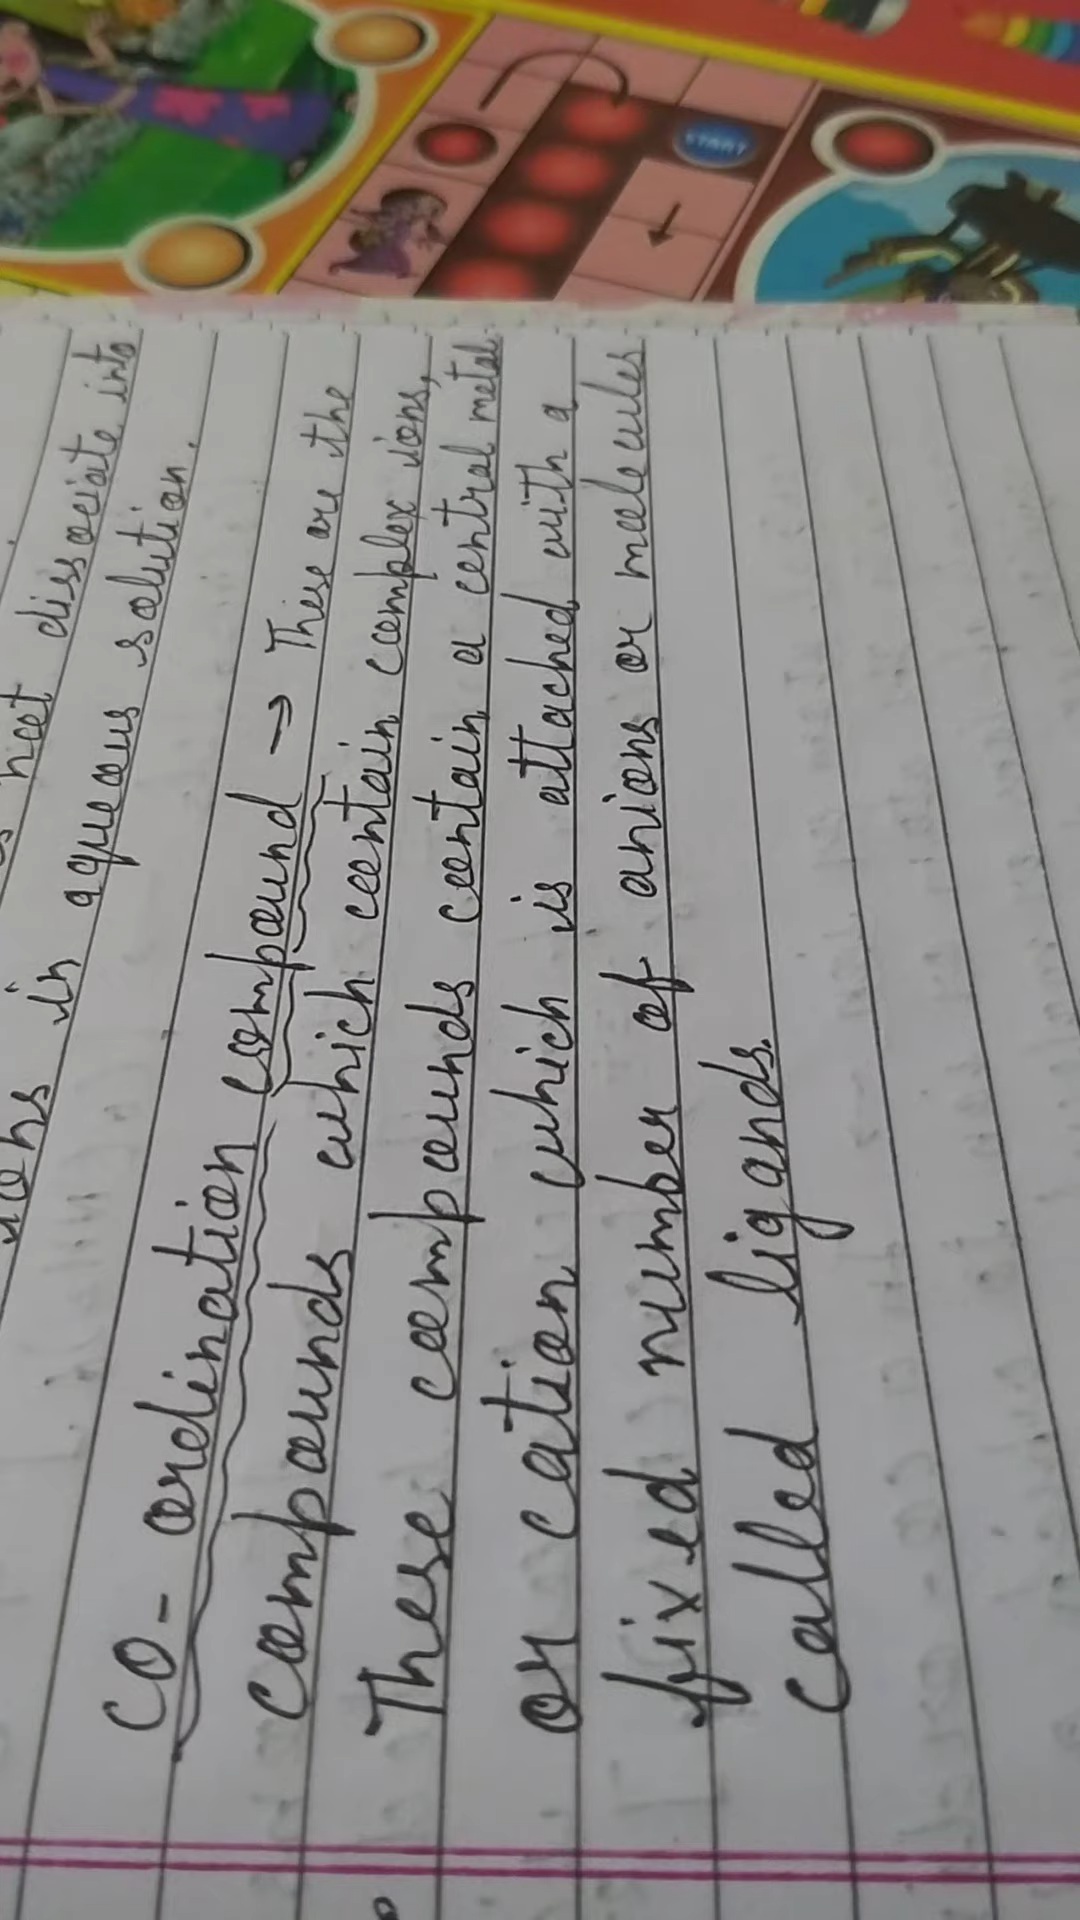 not dissociate into
ions in aqueous solution.
CO-ordination compound → These are the
compounds which contain complex ions,
These compounds contain a central metal
or cation which is attached with a
fixed number of anions or molecules
called ligands.
START